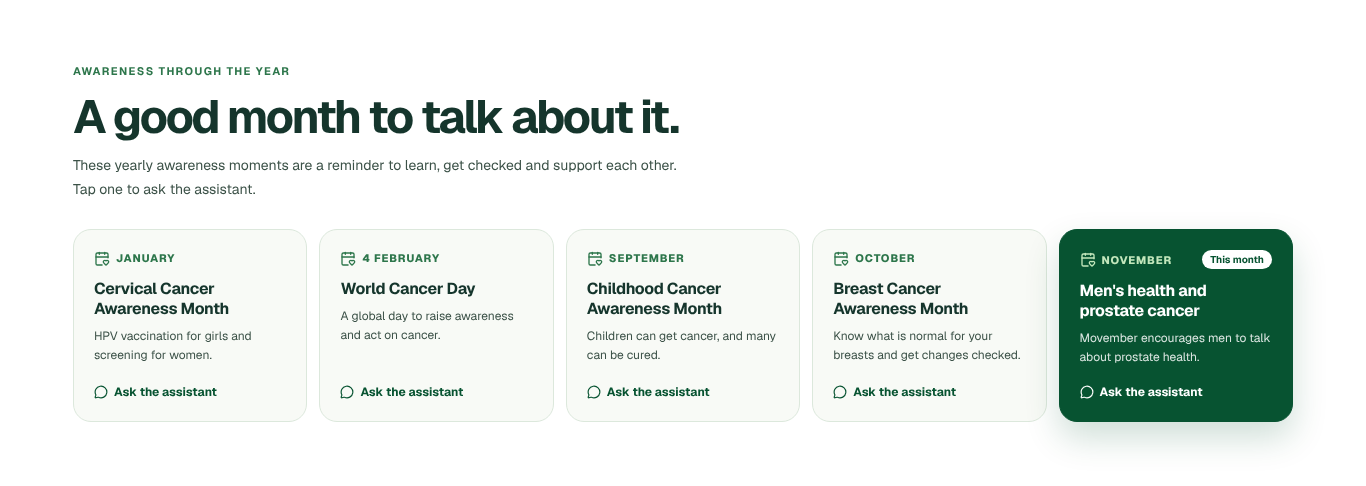 AWARENESS THROUGH THE YEAR
A good month to talk about it.
These yearly awareness moments are a reminder to learn, get checked and support each other.
Tap one to ask the assistant.
JANUARY
Cervical Cancer
Awareness Month
HPV vaccination for girls and
screening for women.
Ask the assistant
4 FEBRUARY
World Cancer Day
A global day to raise awareness
and act on cancer.
Ask the assistant
SEPTEMBER
Childhood Cancer
Awareness Month
Children can get cancer, and many
can be cured.
Ask the assistant
OCTOBER
Breast Cancer
Awareness Month
Know what is normal for your
breasts and get changes checked.
Ask the assistant
NOVEMBER
This month
Men's health and
prostate cancer
Movember encourages men to talk
about prostate health.
Ask the assistant